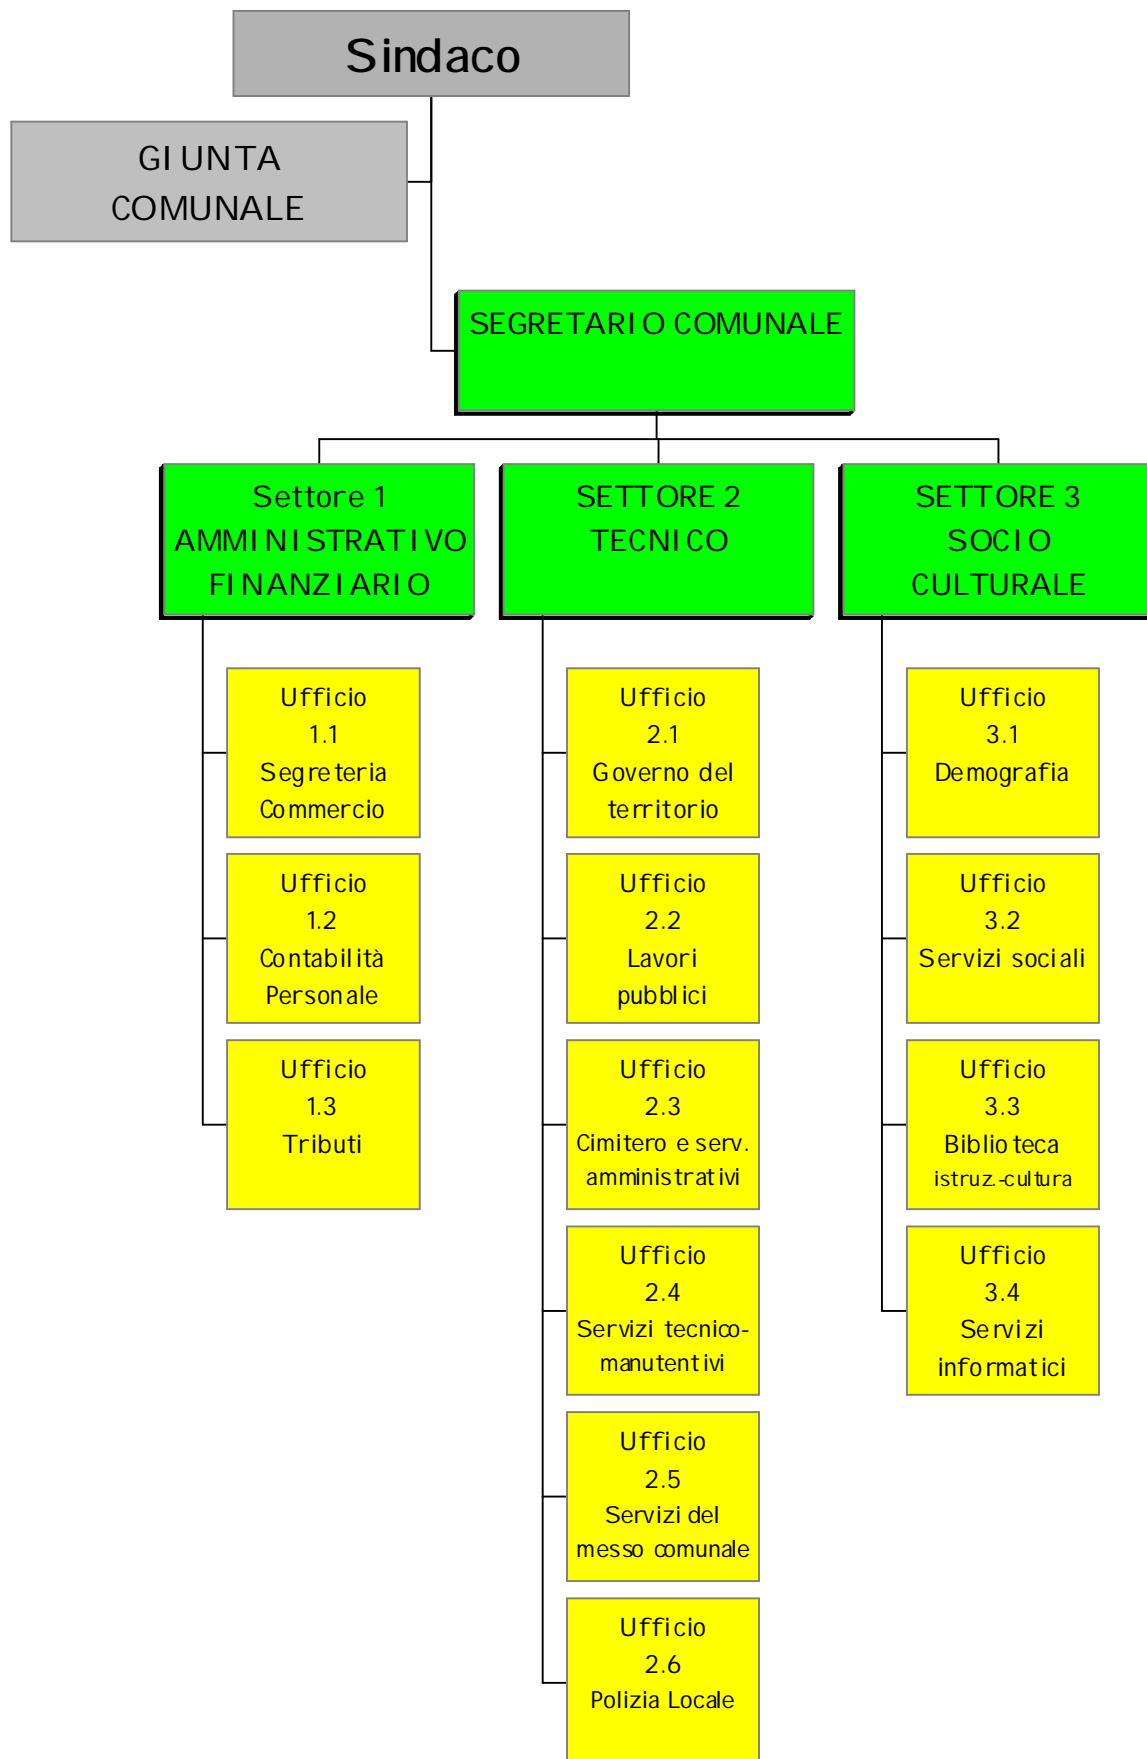 Sindaco
GIUNTA
COMUNALE
SEGRETARIO COMUNALE
Settore 1
AMMINISTRATIVO
FINANZIARIO
SETTORE 2
TECNICO
SETTORE 3
SOCIO
CULTURALE
Ufficio
1.1
Segreteria
Commercio
Ufficio
1.2
Contabilità
Personale
Ufficio
1.3
Tributi
Ufficio
2.1
Governo del
territorio
Ufficio
2.2
Lavori
pubblici
Ufficio
2.3
Cimitero e serv.
amministrativi
Ufficio
2.4
Servizi tecnico-
manutentivi
Ufficio
2.5
Servizi del
messo comunale
Ufficio
2.6
Polizia Locale
Ufficio
3.1
Demografia
Ufficio
3.2
Servizi sociali
Ufficio
3.3
Biblioteca
istruz.-cultura
Ufficio
3.4
Servizi
informatici